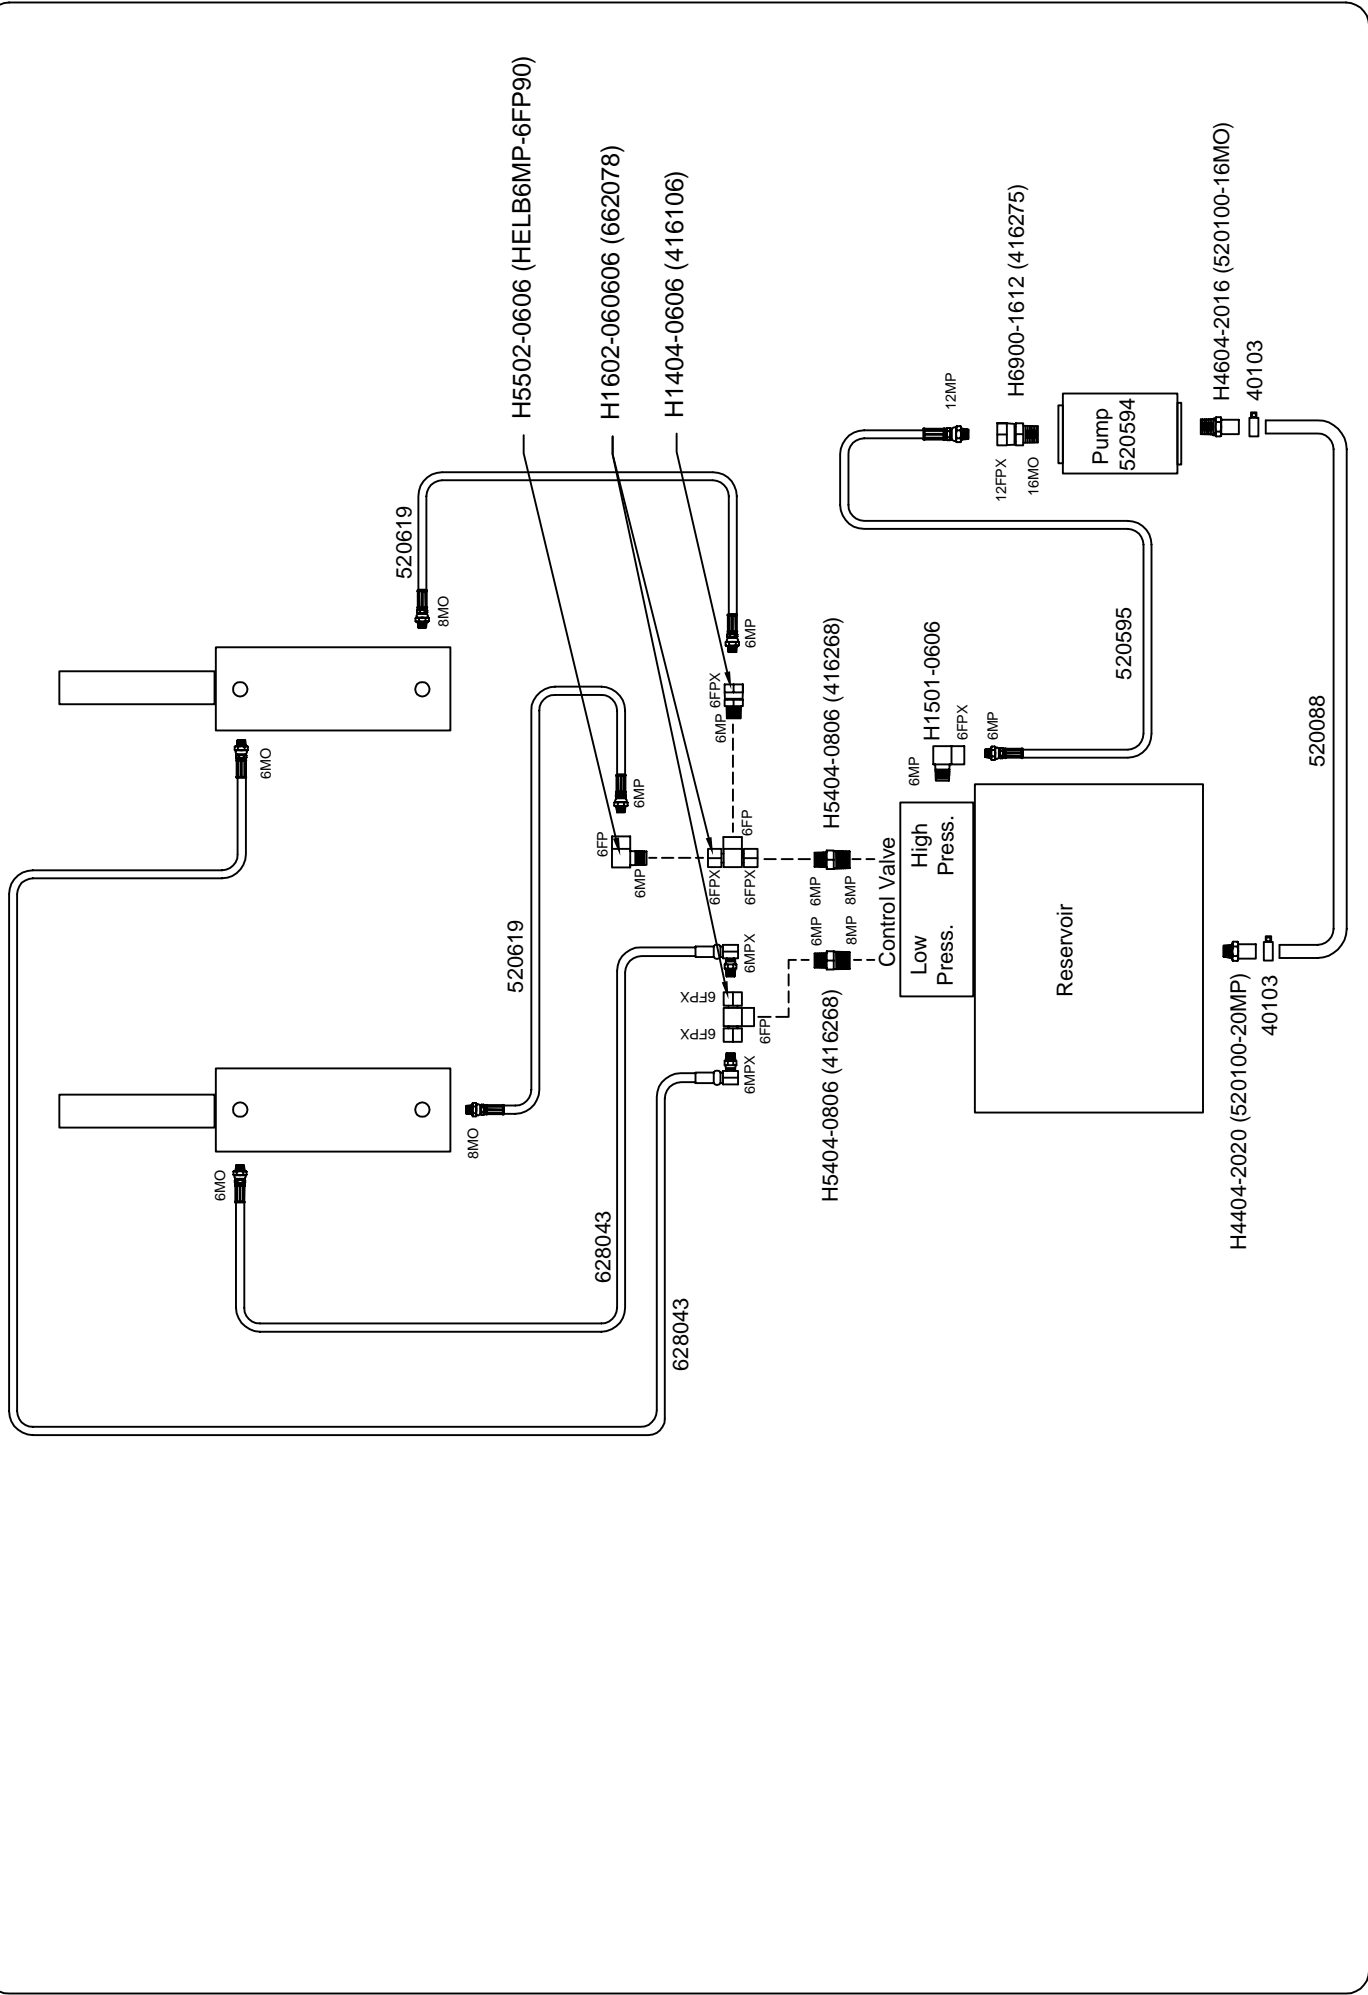 H5502-0606 (HELB6MP-6FP90)
H1602-060606 (662078)
H1404-0606 (416106)
520619
8MO
6MO
6MP
6FPX
6MP
520619
6MP
6FP
6MP
6FPX
6FPX
6FP
8MO
6MO
628043
628043
6MPX
6FPX
6FPX
6FP
6MPX
H5404-0806 (416268)
6MP
8MP
6MP
8MP
H5404-0806 (416268)
Control Valve
Low
Press.
High
Press.
Reservoir
6MP
H1501-0606
6FPX
6MP
520595
12MP
12FPX
16MO
H6900-1612 (416275)
Pump
520594
H4604-2016 (520100-16MO)
40103
520088
H4404-2020 (520100-20MP)
40103